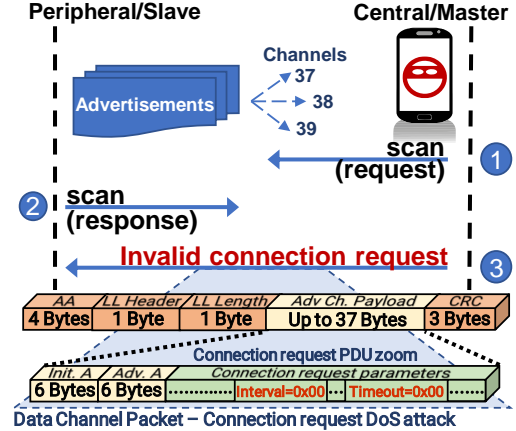 Peripheral/Slave
Central/Master
Channels
37
38
39
Advertisements
scan
(request)
1
2
scan
(response)
Invalid connection request
3
AA
LL Header
LL Length
Adv Ch. Payload
CRC
4 Bytes
1 Byte
1 Byte
Up to 37 Bytes
3 Bytes
Connection request PDU zoom
Init. A
Adv. A
Connection request parameters
6 Bytes
6 Bytes
Interval=0x00
Timeout=0x00
Data Channel Packet – Connection request DoS attack